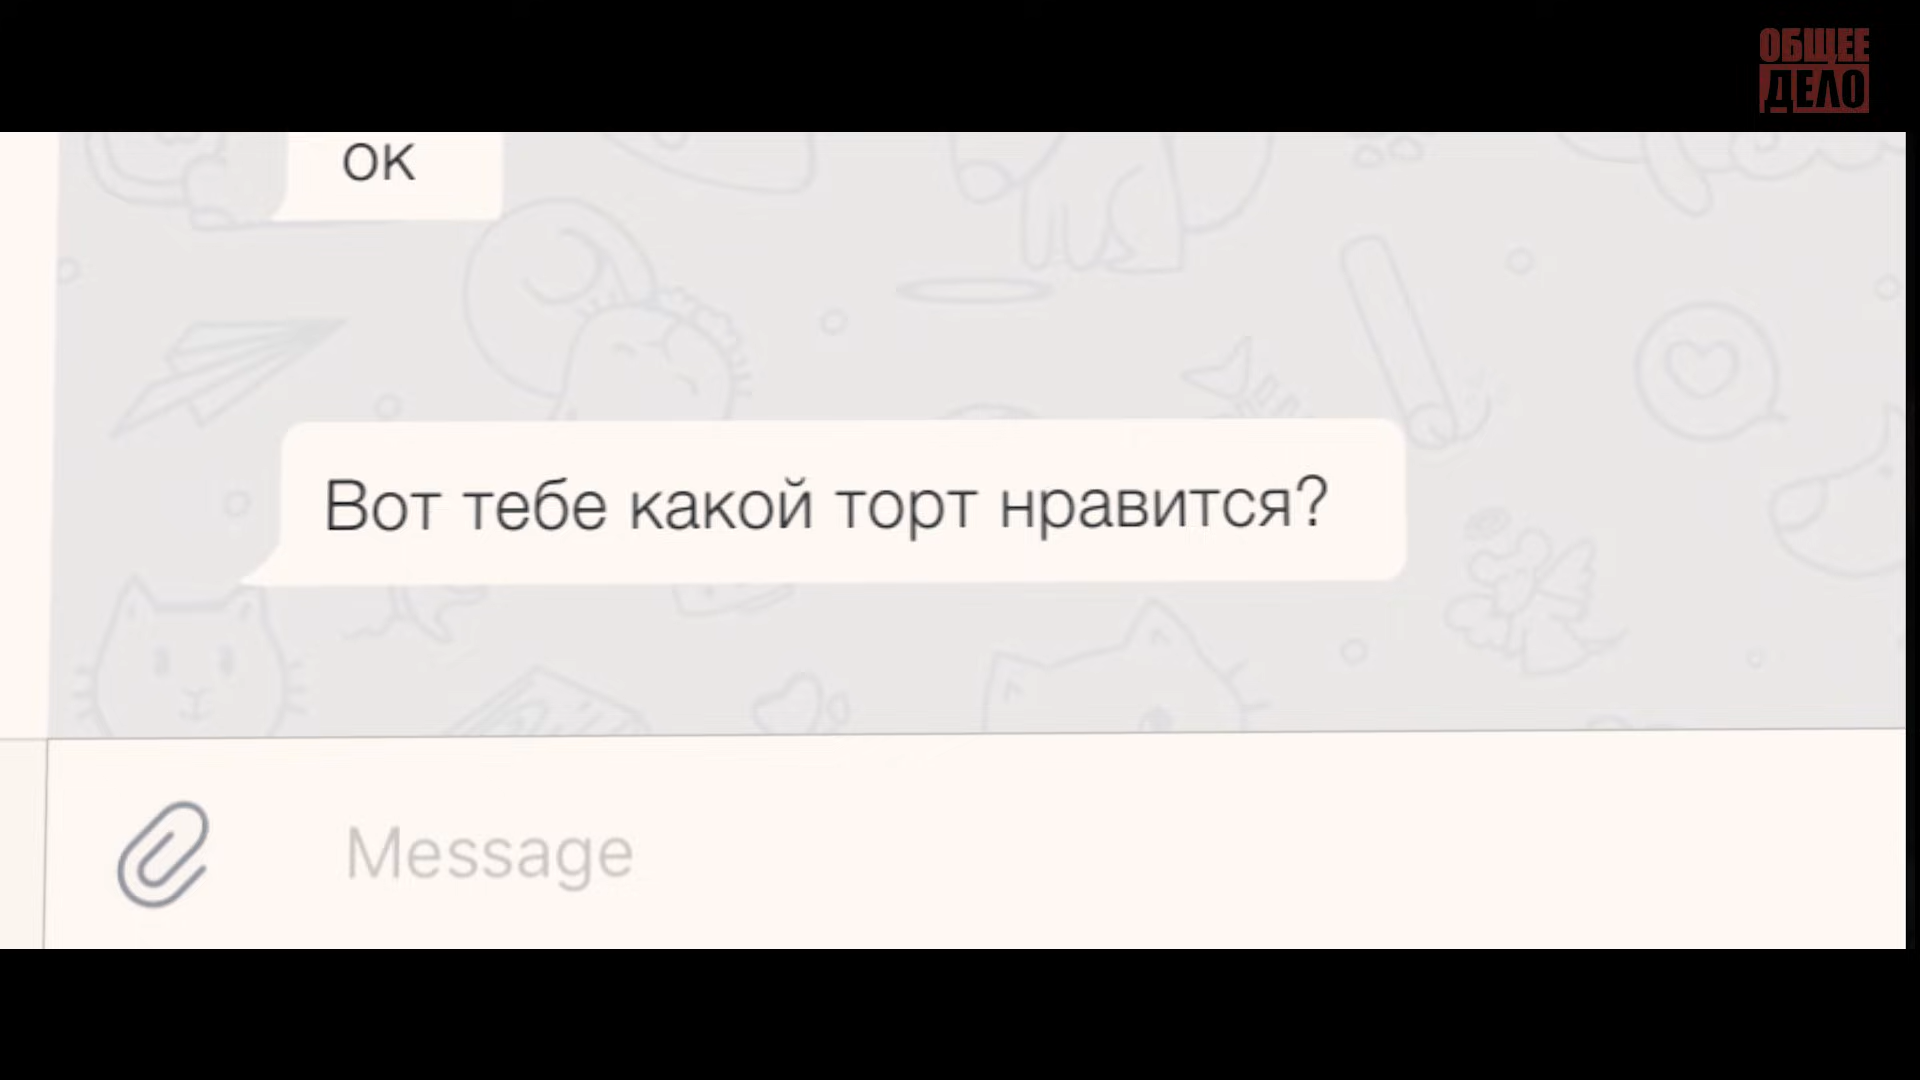 ОБЩЕЕ
ДЕЛО
ок
Вот тебе какой торт нравится?
Message